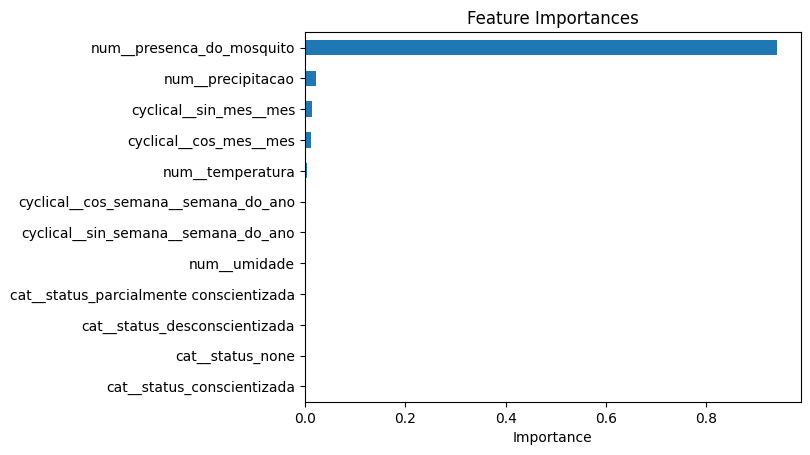 Feature Importances
num__presenca_do_mosquito
num__precipitacao
cyclical__sin_mes__mes
cyclical__cos_mes__mes
num__temperatura
cyclical__cos_semana__semana_do_ano
cyclical__sin_semana__semana_do_ano
num__umidade
cat__status_parcialmente conscientizada
cat__status_desconscientizada
cat__status_none
cat__status_conscientizada
0.0 0.2 0.4 0.6 0.8
Importance